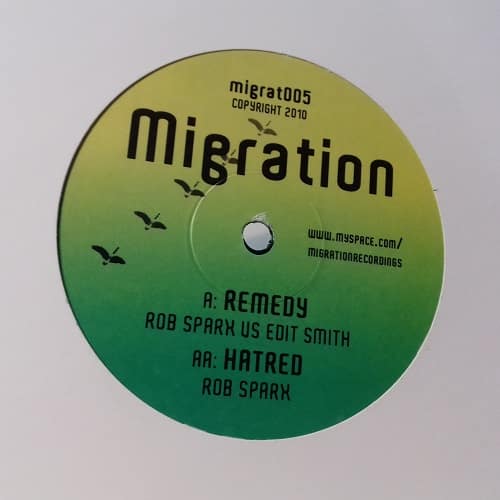 migrat005
COPYRIGHT 2010
Migration
WWW.MYSPACE.COM/
MIGRATIONRECORDINGS
A: REMEDY
ROB SPARX VS EDIT SMITH
AA: HATRED
ROB SPARX